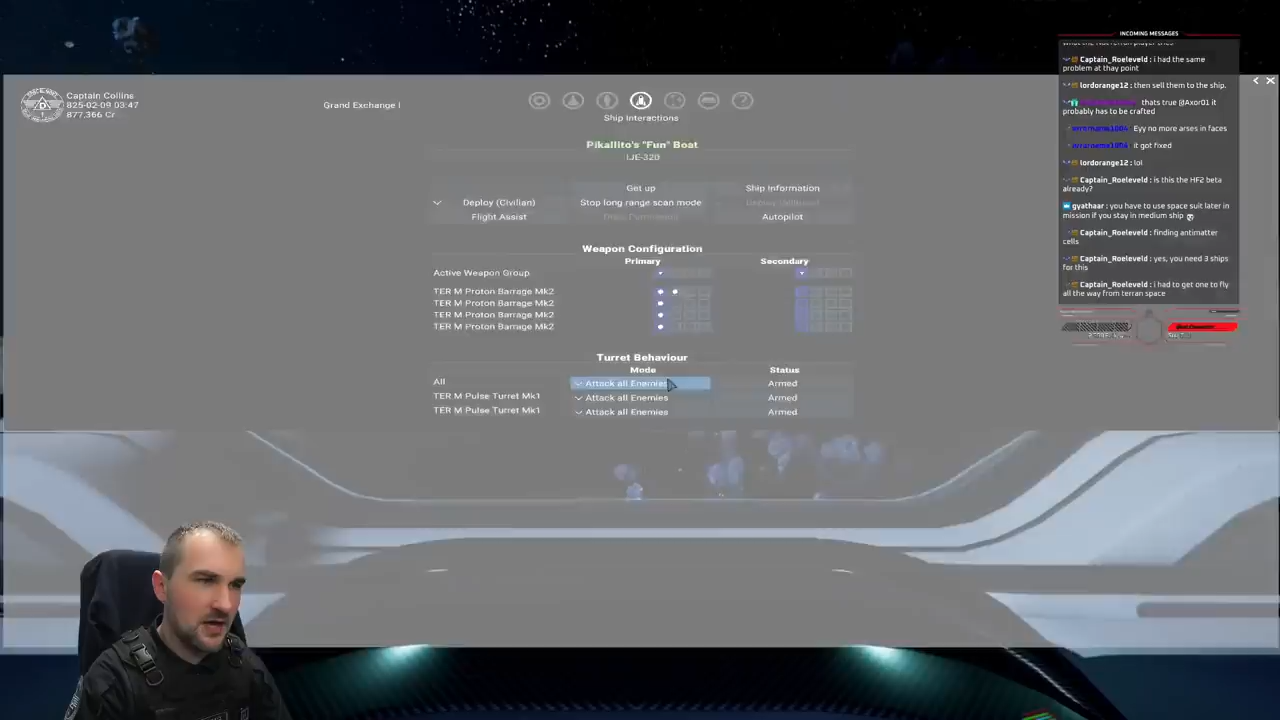 INCOMING MESSAGES
Captain_Roeleveld : i had the same
problem at thay point
lordorange12 : then sell them to the ship.
thats true @Axor01 it
probably has to be crafted
Eyy no more arses in faces
it got fixed
lordorange12 : lol
Captain_Roeleveld : is this the HF2 beta
already?
gyathaar : you have to use space suit later in
mission if you stay in medium ship
Captain_Roeleveld : finding antimatter
cells
Captain_Roeleveld : yes, you need 3 ships
for this
Captain_Roeleveld : i had to get one to fly
all the way from terran space
Captain Collins
825-02-09 03:47
877,366 Cr
Grand Exchange I
Ship Interactions
Pikallito's "Fun" Boat
IJE-320
Get up
Ship Information
Deploy (Civilian)
Stop long range scan mode
Flight Assist
Autopilot
Weapon Configuration
Primary
Secondary
Active Weapon Group
TER M Proton Barrage Mk2
TER M Proton Barrage Mk2
TER M Proton Barrage Mk2
TER M Proton Barrage Mk2
Turret Behaviour
Mode
Status
All
Attack all Enemies
Armed
TER M Pulse Turret Mk1
Attack all Enemies
Armed
TER M Pulse Turret Mk1
Attack all Enemies
Armed